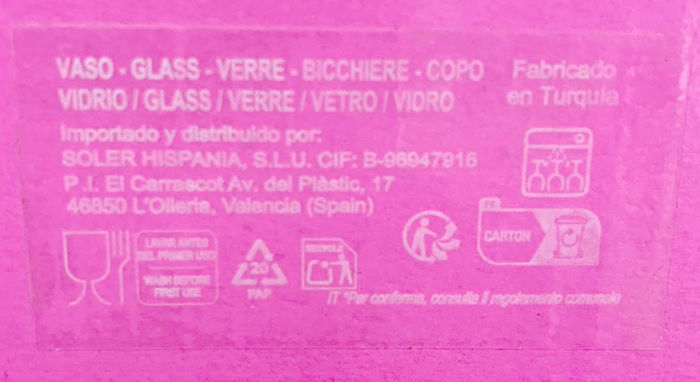 VASO - GLASS - VERRE - BICCHIERE - COPO
VIDRIO / GLASS / VERRE / VETRO / VIDRO
Fabricado
en Turquía
Importado y distribuido por:
SOLER HISPANIA, S.L.U. CIF: B-96947916
P.I. El Carrascot Av. del Plàstic, 17
46850 L'Olleria, Valencia (Spain)
LAVAR ANTES
DEL PRIMER USO
WASH BEFORE
FIRST USE
20
PAP
RECYCLE
FR
CARTON
IT *Per conferma, consulta il regolamento comunale